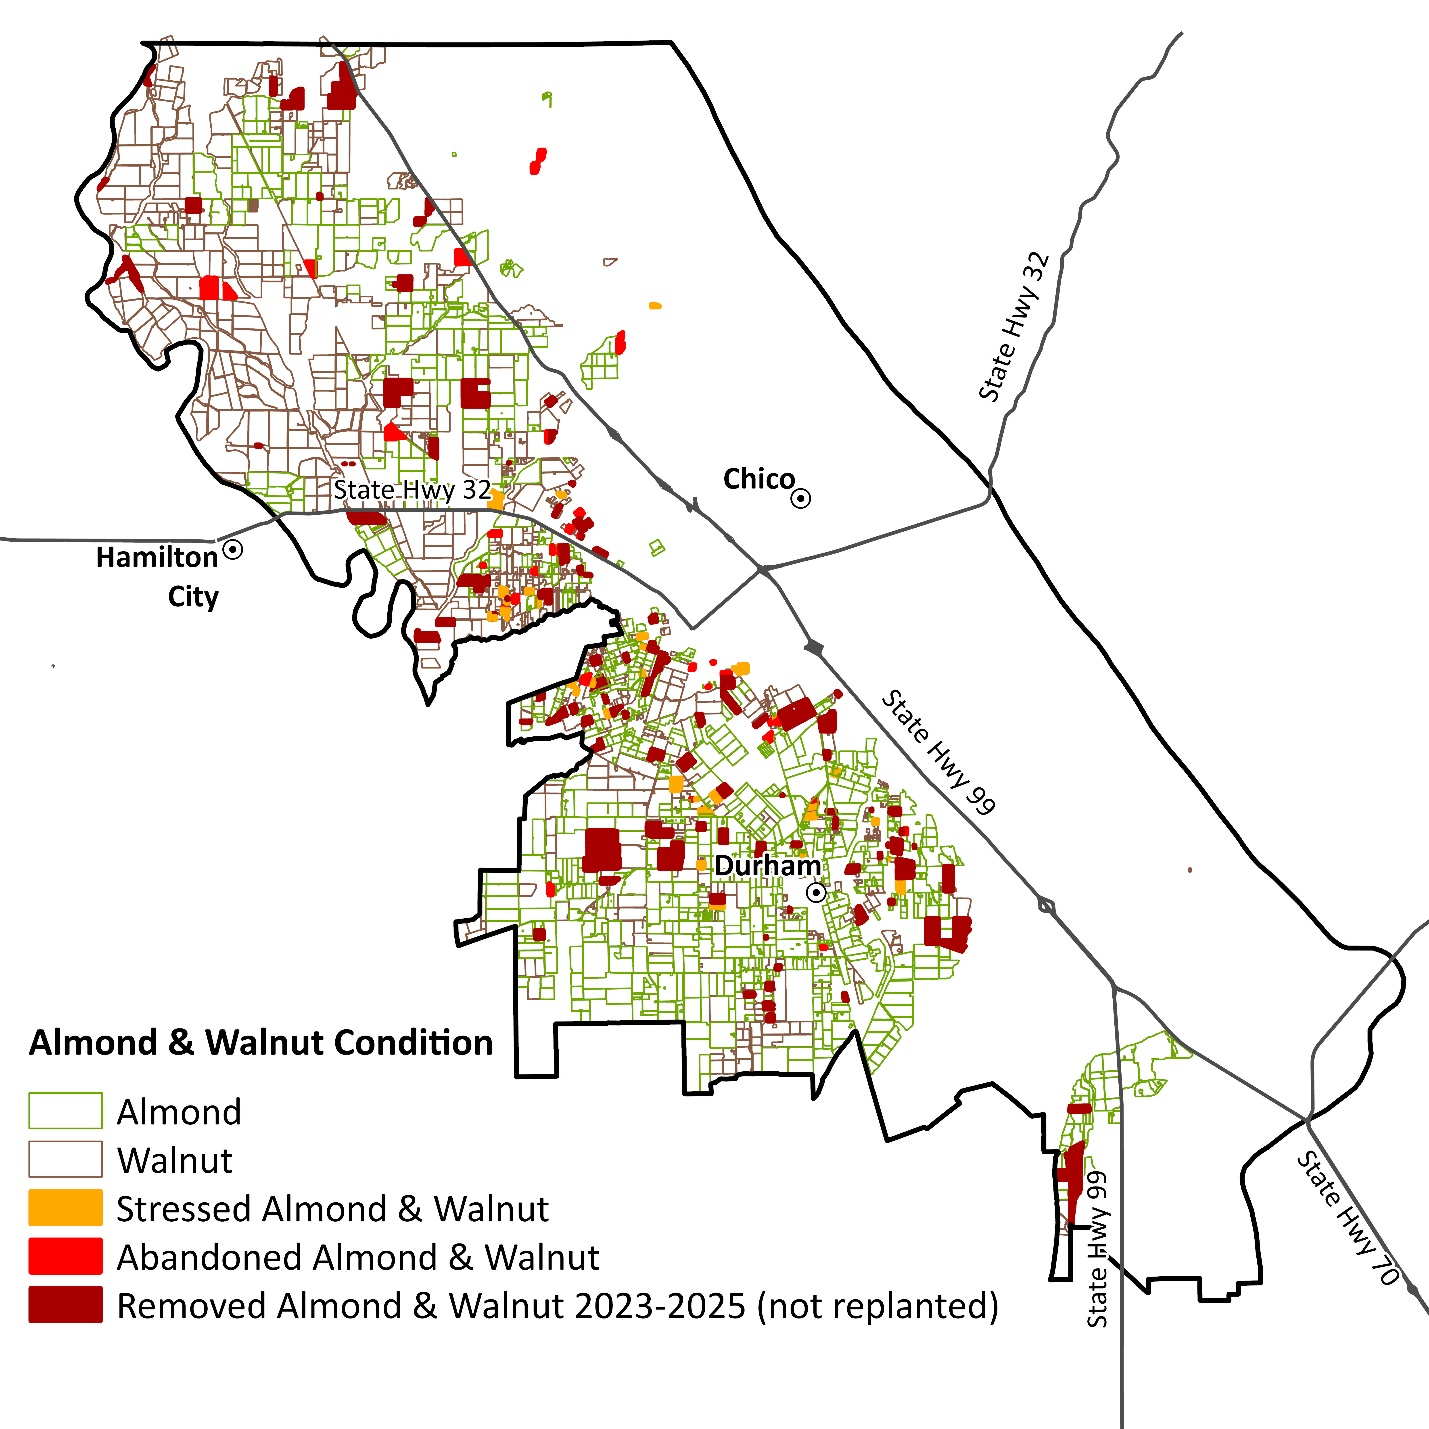 State Hwy 32
Chico
State Hwy 32
Hamilton
City
State Hwy 99
Durham
Almond & Walnut Condition
Almond
Walnut
Stressed Almond & Walnut
Abandoned Almond & Walnut
Removed Almond & Walnut 2023-2025 (not replanted)
State Hwy 99
State Hwy 70